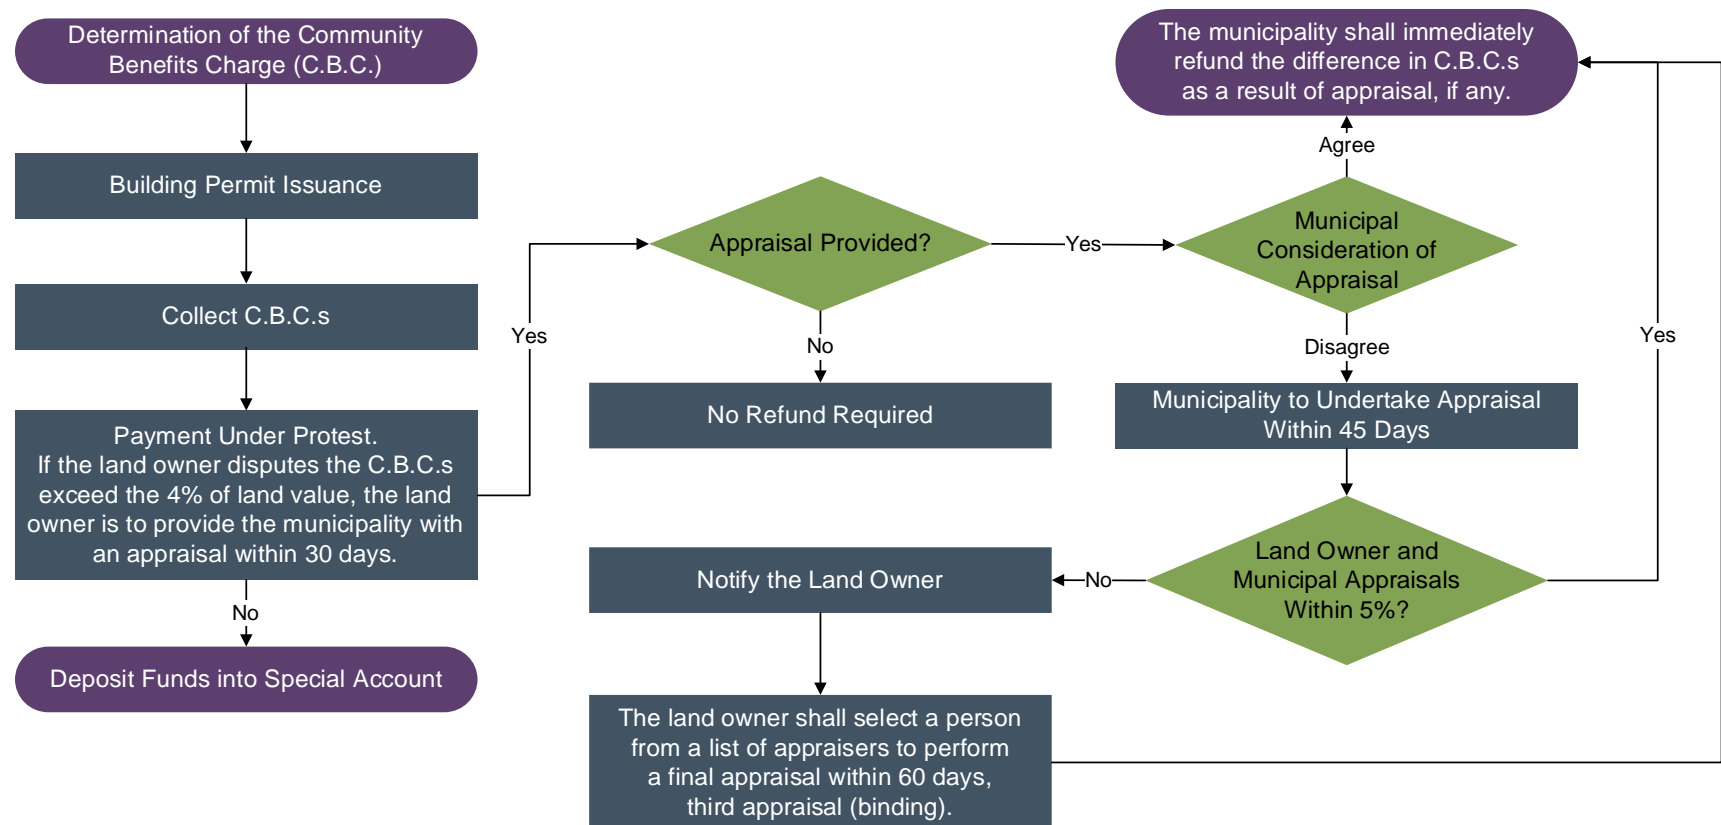 Determination of the Community
Benefits Charge (C.B.C.)
Building Permit Issuance
Collect C.B.C.s
Payment Under Protest.
If the land owner disputes the C.B.C.s
exceed the 4% of land value, the land
owner is to provide the municipality with
an appraisal within 30 days.
No
Deposit Funds into Special Account
Yes
Appraisal Provided?
No
No Refund Required
Yes
Municipal
Consideration of
Appraisal
Agree
The municipality shall immediately
refund the difference in C.B.C.s
as a result of appraisal, if any.
Disagree
Municipality to Undertake Appraisal
Within 45 Days
Land Owner and
Municipal Appraisals
Within 5%?
Yes
No
Notify the Land Owner
The land owner shall select a person
from a list of appraisers to perform
a final appraisal within 60 days,
third appraisal (binding).